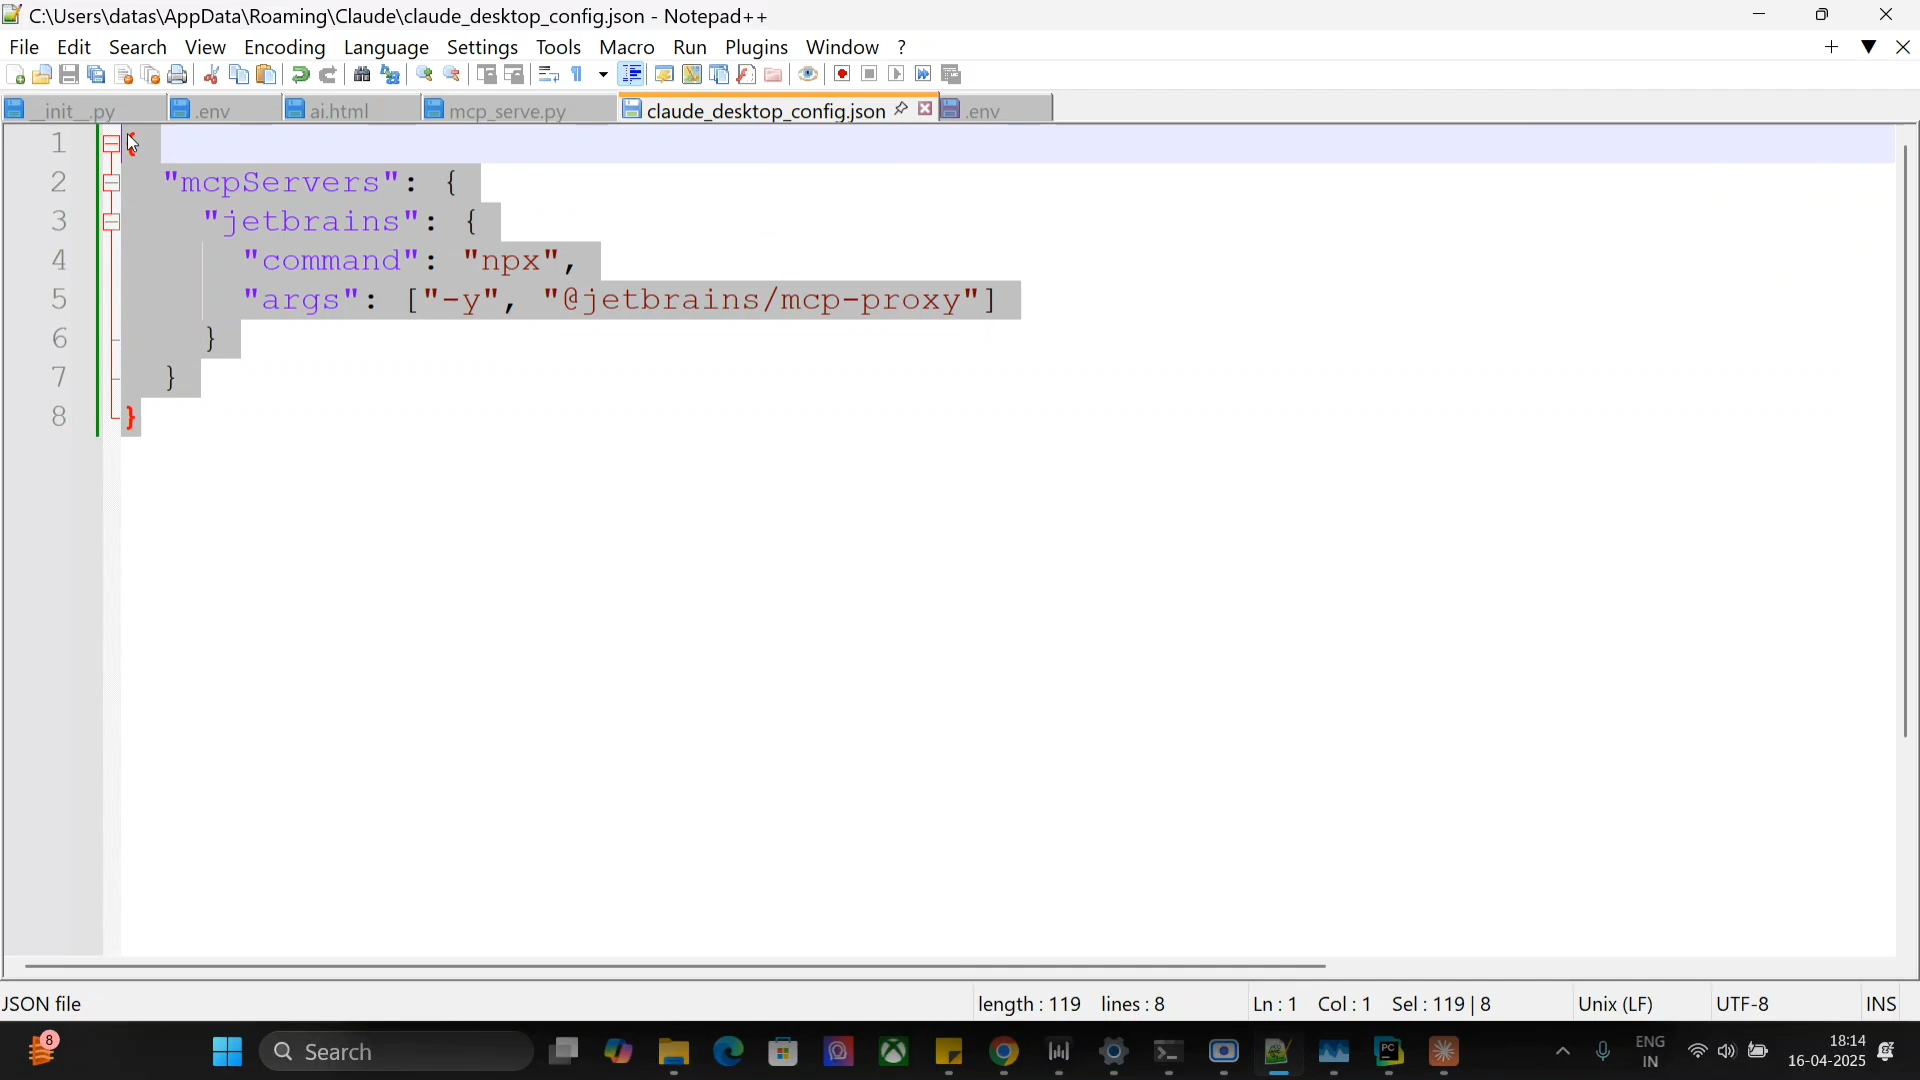 C:\Users\datas\AppData\Roaming\Claude\claude_desktop_config.json - Notepad++
File Edit Search View Encoding Language Settings Tools Macro Run Plugins Window ?
__init__.py .env ai.html mcp_serve.py claude_desktop_config.json .env
1 {
2 "mcpServers": {
3 "jetbrains": {
4 "command": "npx",
5 "args": ["-y", "@jetbrains/mcp-proxy"]
6 }
7 }
8 }
JSON file length : 119 lines : 8 Ln : 1 Col : 1 Sel : 119 | 8 Unix (LF) UTF-8 INS
8 Search PC ENG 18:14
IN 16-04-2025